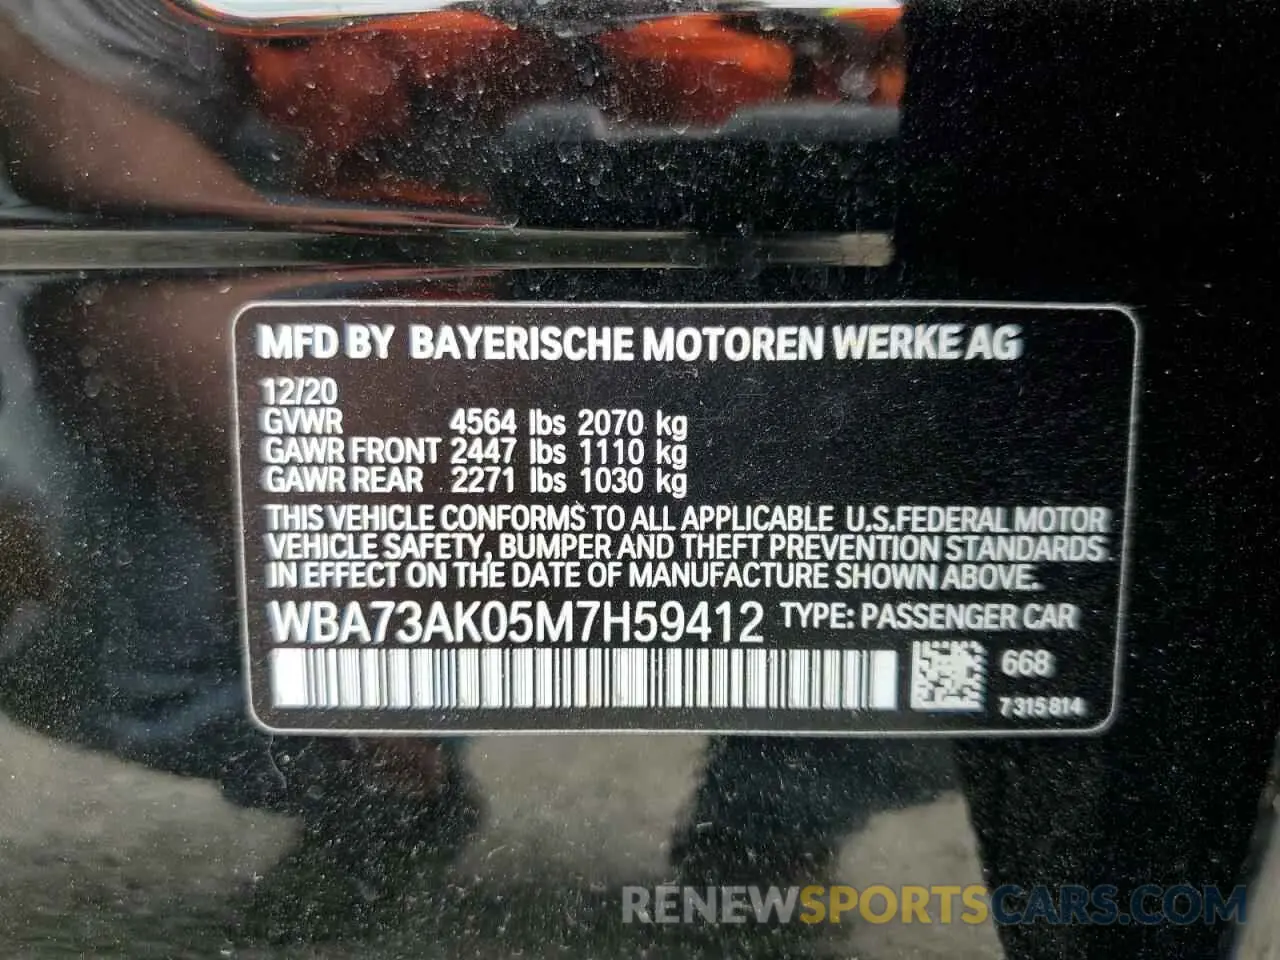 MFD BY BAYERISCHE MOTOREN WERKE AG
12/20
GVWR 4564 lbs 2070 kg
GAWR FRONT 2447 lbs 1110 kg
GAWR REAR 2271 lbs 1030 kg
THIS VEHICLE CONFORMS TO ALL APPLICABLE U.S.FEDERAL MOTOR
VEHICLE SAFETY, BUMPER AND THEFT PREVENTION STANDARDS
IN EFFECT ON THE DATE OF MANUFACTURE SHOWN ABOVE.
WBA73AK05M7H59412 TYPE: PASSENGER CAR
668
7 315 814
RENEWSPORTSCARS.COM